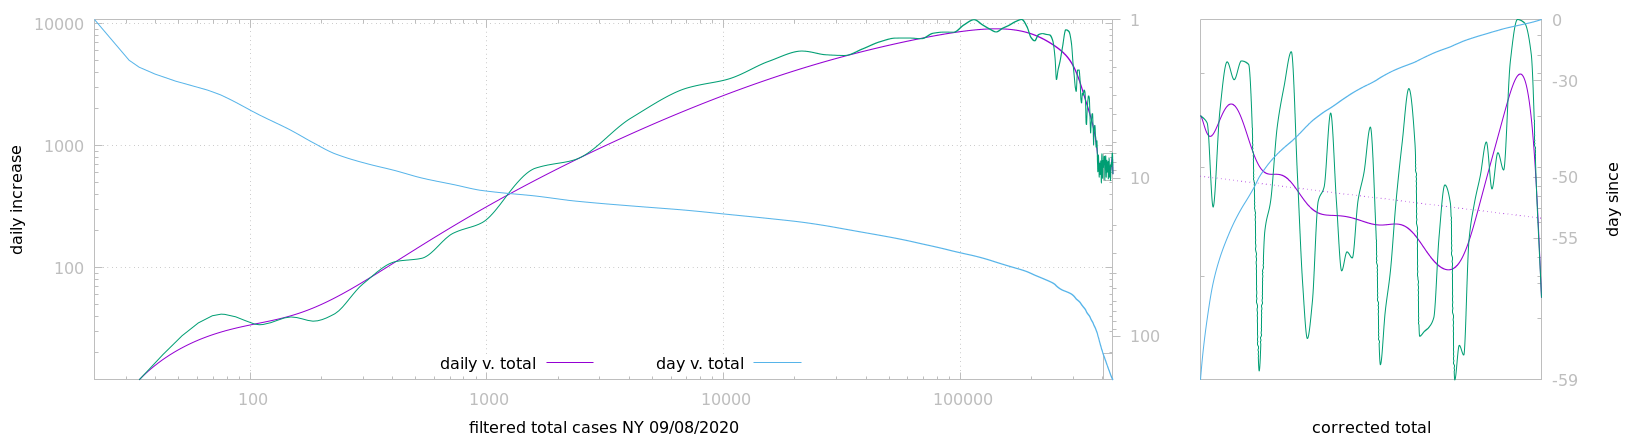 10000
1000
100
daily increase
1
10
100
daily v. total
day v. total
100
1000
10000
100000
filtered total cases NY 09/08/2020
0
-30
-50
-55
-59
day since
corrected total